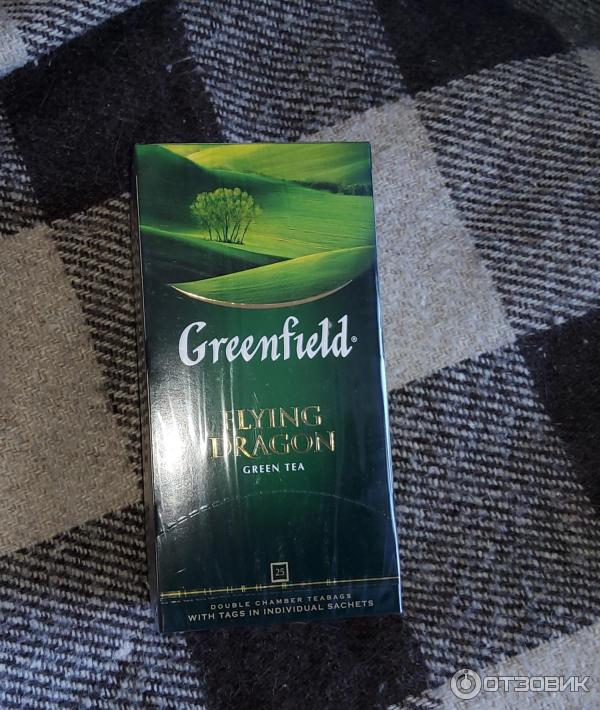 Greenfield®
FLYING
DRAGON
GREEN TEA
25
DOUBLE CHAMBER TEABAGS
WITH TAGS IN INDIVIDUAL SACHETS
ОТЗОВИК